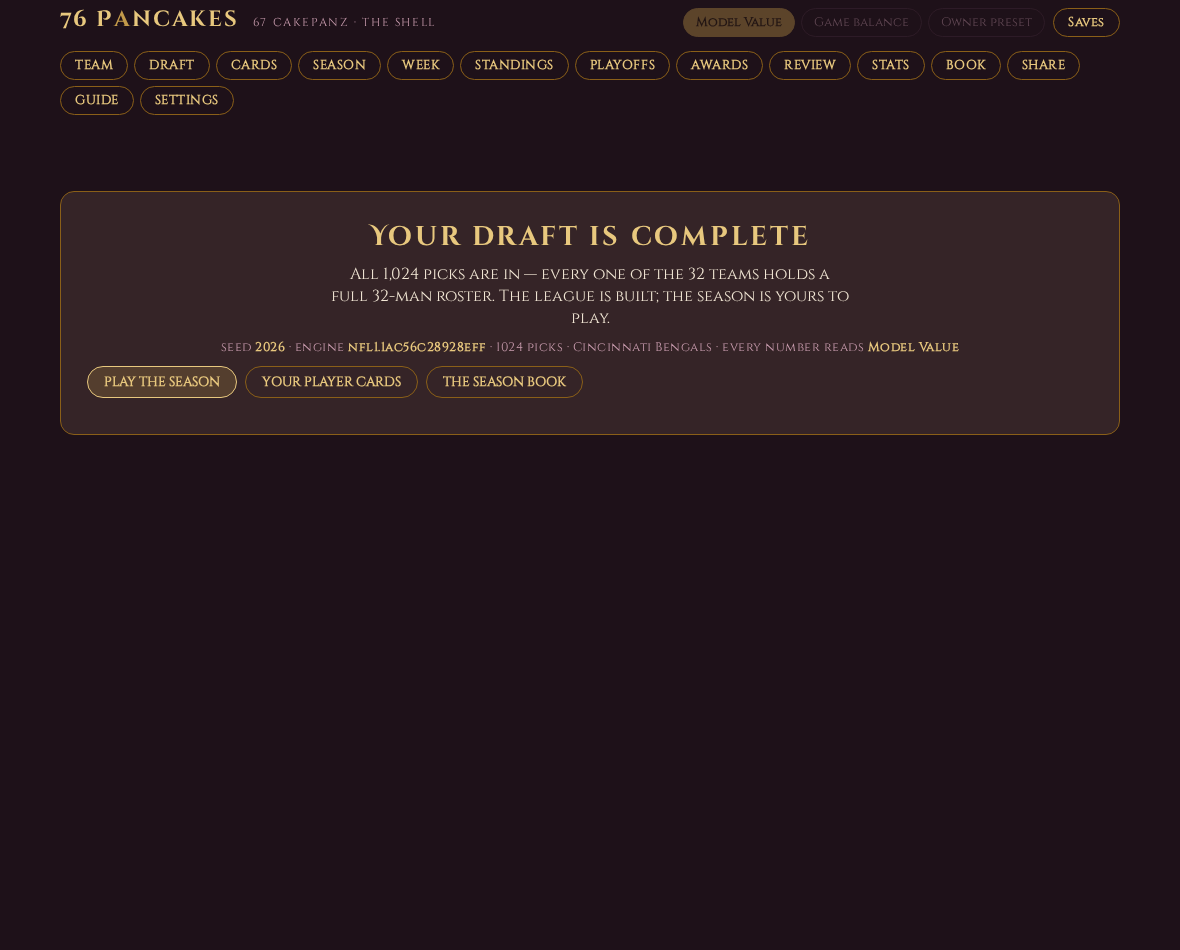 76 Pancakes 67 CAKEPANZ · THE SHELL Model Value Game balance Owner preset Saves
TEAM DRAFT CARDS SEASON WEEK STANDINGS PLAYOFFS AWARDS REVIEW STATS BOOK SHARE
GUIDE SETTINGS
Your draft is complete
All 1,024 picks are in — every one of the 32 teams holds a
full 32-man roster. The league is built; the season is yours to
play.
seed 2026 · engine nfl1.1ac56c28928eff · 1024 picks · Cincinnati Bengals · every number reads Model Value
PLAY THE SEASON YOUR PLAYER CARDS THE SEASON BOOK